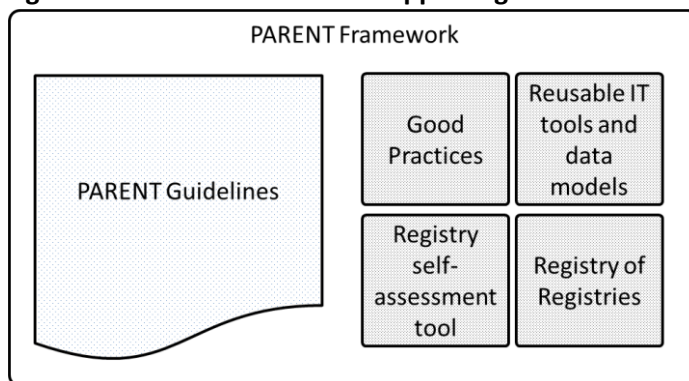 PARENT Framework
PARENT Guidelines
Good
Practices
Reusable IT
tools and
data
models
Registry
self-
assessment
tool
Registry of
Registries